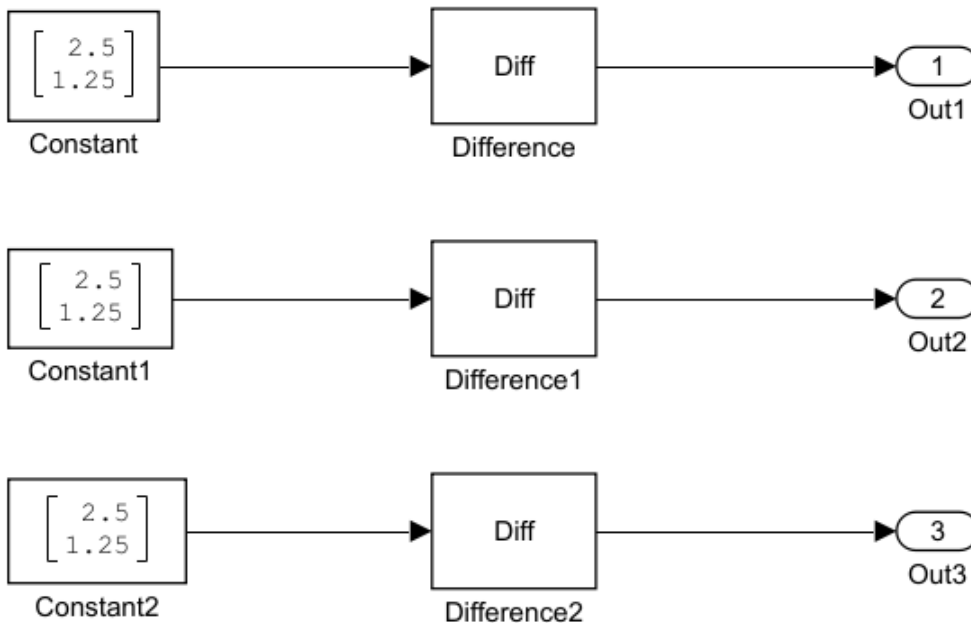 2.5
1.25
Diff
1
Constant
Difference
Out1
2.5
1.25
Diff
2
Constant1
Difference1
Out2
2.5
1.25
Diff
3
Constant2
Difference2
Out3